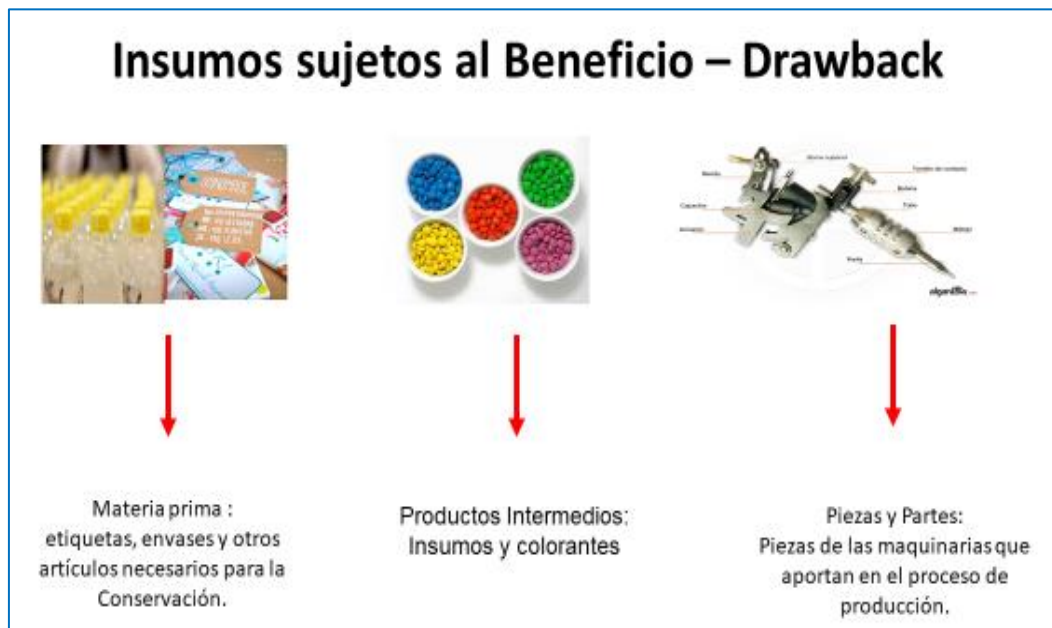 Insumos sujetos al Beneficio – Drawback
Materia prima :
etiquetas, envases y otros
artículos necesarios para la
Conservación.
Productos Intermedios:
Insumos y colorantes
Piezas y Partes:
Piezas de las maquinarias que
aportan en el proceso de
producción.